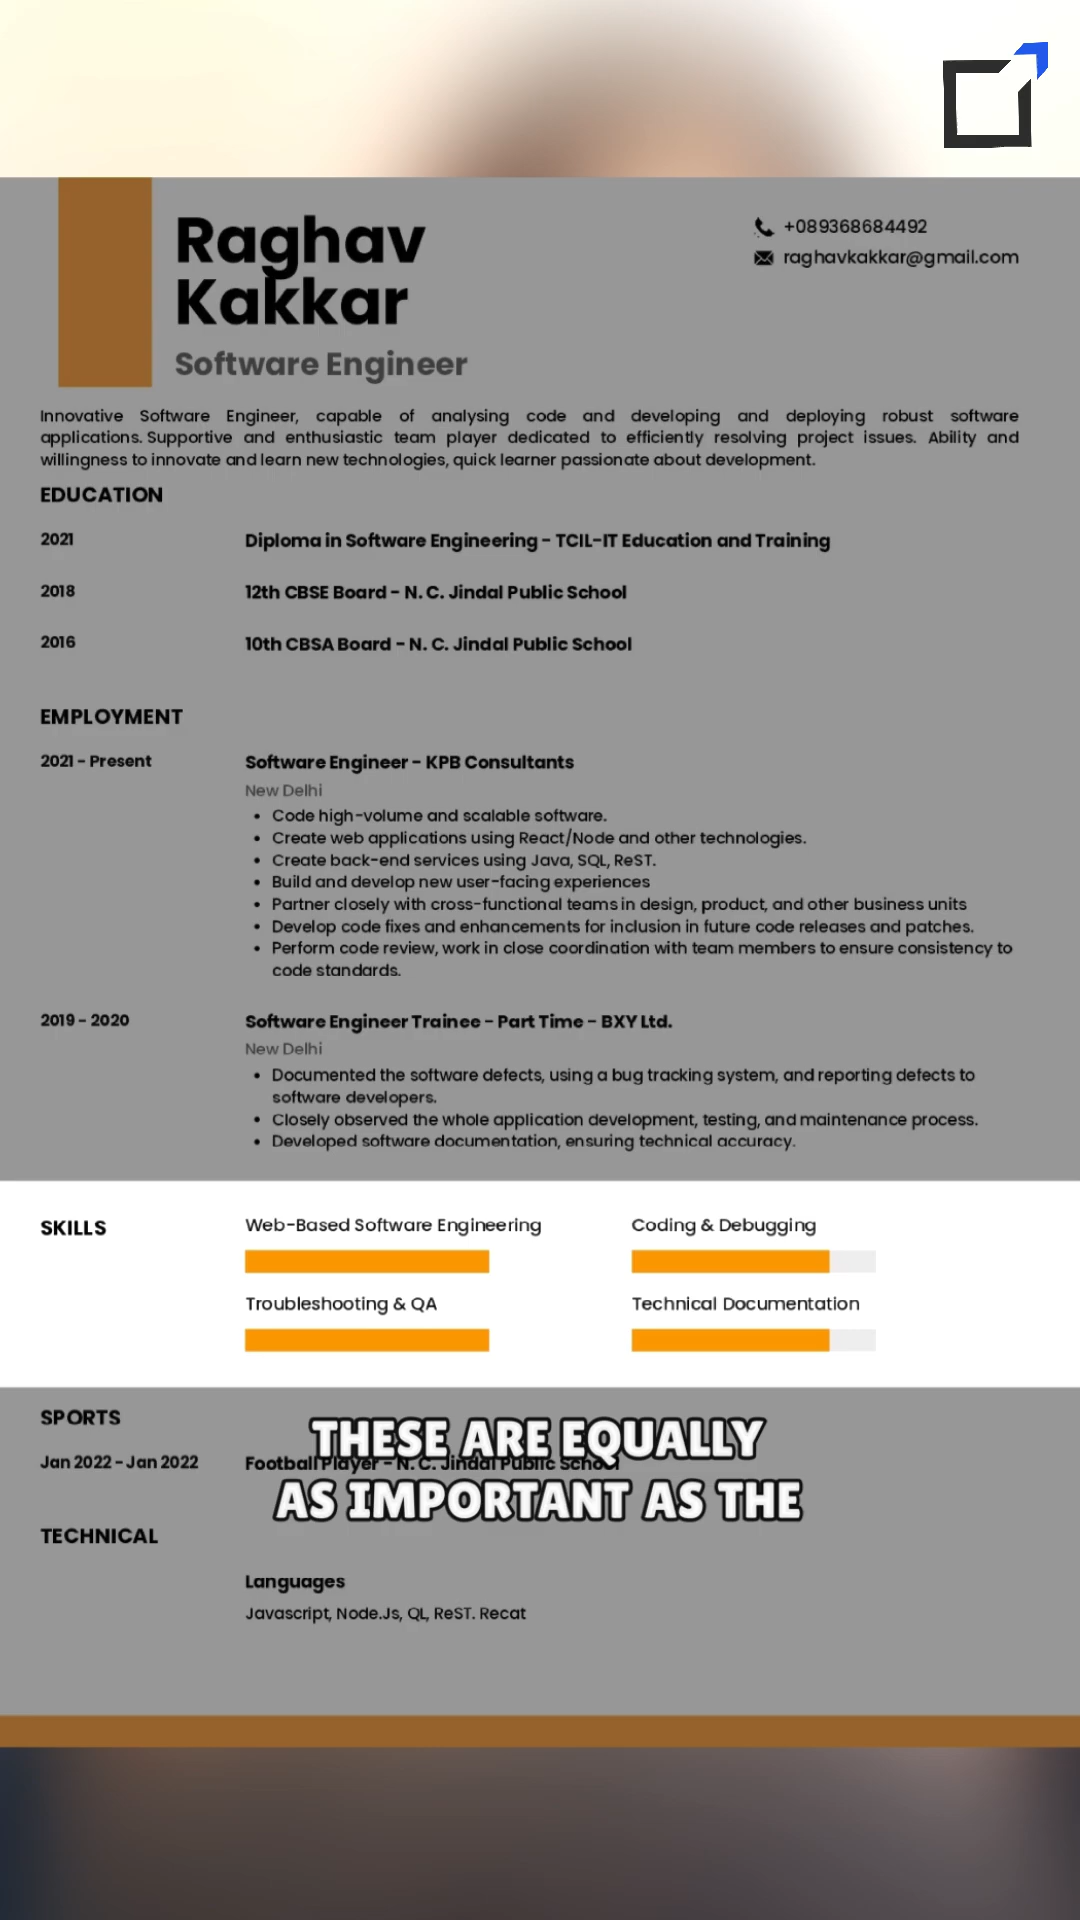 Raghav
Kakkar
Software Engineer
+089368684492
raghavkakkar@gmail.com
Innovative Software Engineer, capable of analysing code and developing and deploying robust software
applications. Supportive and enthusiastic team player dedicated to efficiently resolving project issues. Ability and
willingness to innovate and learn new technologies, quick learner passionate about development.
EDUCATION
2021 Diploma in Software Engineering - TCIL-IT Education and Training
2018 12th CBSE Board - N. C. Jindal Public School
2016 10th CBSA Board - N. C. Jindal Public School
EMPLOYMENT
2021 - Present Software Engineer - KPB Consultants
New Delhi
• Code high-volume and scalable software.
• Create web applications using React/Node and other technologies.
• Create back-end services using Java, SQL, ReST.
• Build and develop new user-facing experiences
• Partner closely with cross-functional teams in design, product, and other business units
• Develop code fixes and enhancements for inclusion in future code releases and patches.
• Perform code review, work in close coordination with team members to ensure consistency to
code standards.
2019 - 2020 Software Engineer Trainee - Part Time - BXY Ltd.
New Delhi
• Documented the software defects, using a bug tracking system, and reporting defects to
software developers.
• Closely observed the whole application development, testing, and maintenance process.
• Developed software documentation, ensuring technical accuracy.
SKILLS
Web-Based Software Engineering Coding & Debugging
Troubleshooting & QA Technical Documentation
SPORTS
Jan 2022 - Jan 2022 Football Player - N. C. Jindal Public School
THESE ARE EQUALLY
AS IMPORTANT AS THE
TECHNICAL
Languages
Javascript, Node.Js, QL, ReST. Recat